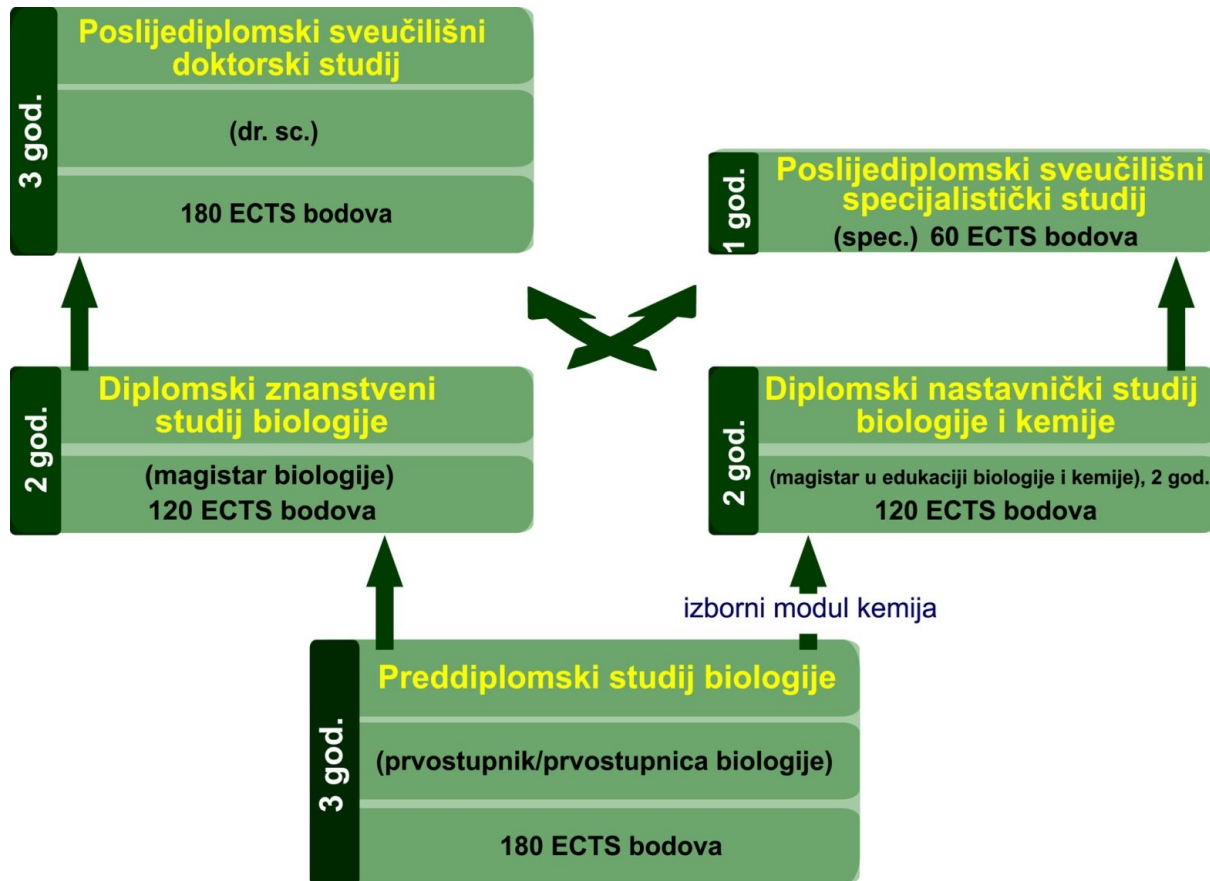 Poslijediplomski sveučilišni
doktorski studij
3 god.
(dr. sc.)
180 ECTS bodova
Poslijediplomski sveučilišni
specijalistički studij
1 god.
(spec.) 60 ECTS bodova
Diplomski znanstveni
studij biologije
2 god.
(magistar biologije)
120 ECTS bodova
Diplomski nastavnički studij
biologije i kemije
2 god.
(magistar u edukaciji biologije i kemije), 2 god.
120 ECTS bodova
izborni modul kemija
Preddiplomski studij biologije
3 god.
(prvostupnik/prvostupnica biologije)
180 ECTS bodova